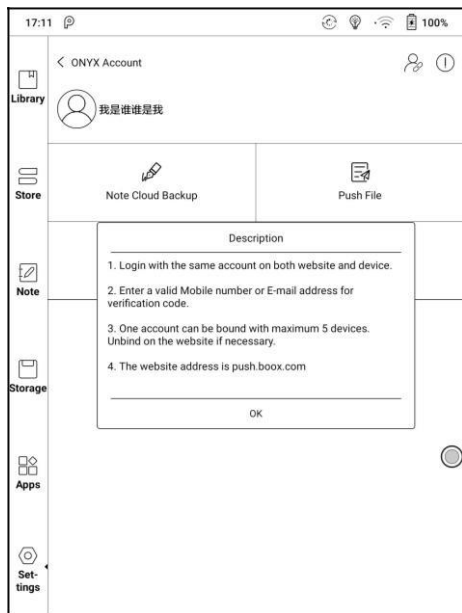 17:11
100%
ONYX Account
Library
我是谁谁是我
Store
Note Cloud Backup
Push File
Description
1. Login with the same account on both website and device.
2. Enter a valid Mobile number or E-mail address for
verification code.
3. One account can be bound with maximum 5 devices.
Unbind on the website if necessary.
4. The website address is push.boox.com
OK
Note
Storage
Apps
Set-
tings